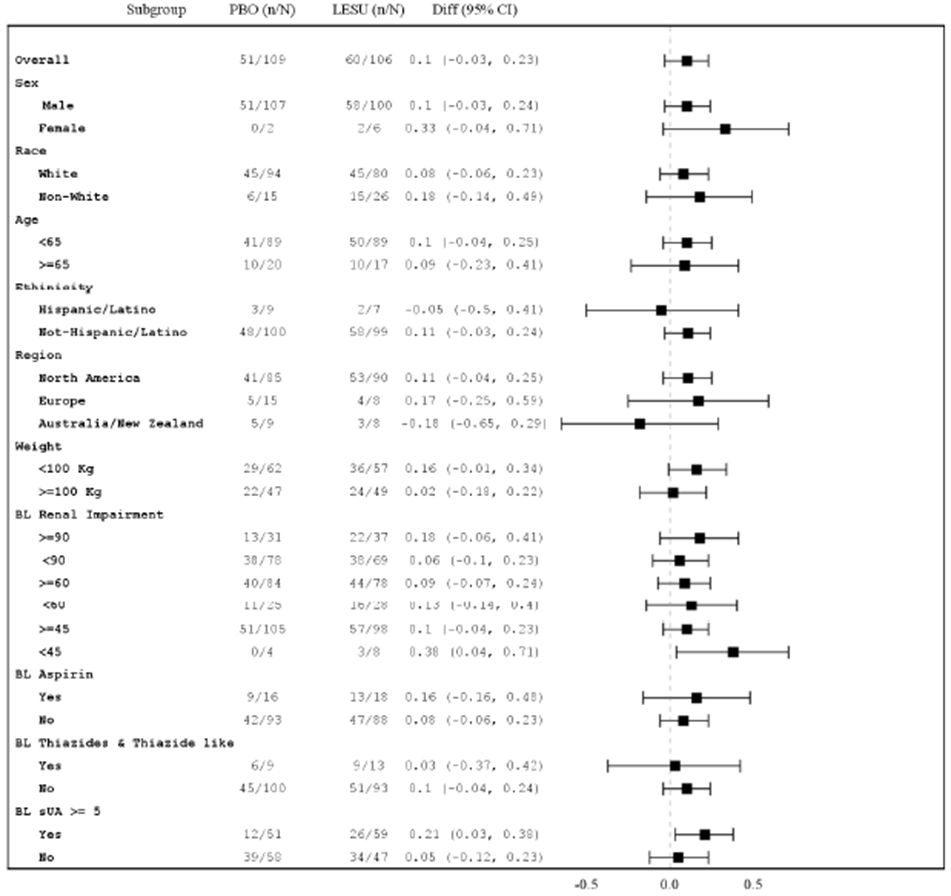 Subgroup PBO (n/N) LESU (n/N) Diff (95% CI)
Overall 51/109 60/106 0.1 (-0.03, 0.23)
Sex
Male 51/107 58/100 0.1 (-0.03, 0.24)
Female 0/2 2/6 0.33 (-0.04, 0.71)
Race
White 45/94 45/80 0.08 (-0.06, 0.23)
Non-White 6/15 15/26 0.18 (-0.14, 0.49)
Age
<65 41/89 50/89 0.1 (-0.04, 0.25)
>=65 10/20 10/17 0.09 (-0.23, 0.41)
Ethinicity
Hispanic/Latino 3/9 2/7 -0.05 (-0.5, 0.41)
Not-Hispanic/Latino 48/100 58/99 0.11 (-0.03, 0.24)
Region
North America 41/85 53/90 0.11 (-0.04, 0.25)
Europe 5/15 4/8 0.17 (-0.25, 0.59)
Australia/New Zealand 5/9 3/8 -0.18 (-0.65, 0.29)
Weight
<100 Kg 29/62 36/57 0.16 (-0.01, 0.34)
>=100 Kg 22/47 24/49 0.02 (-0.18, 0.22)
BL Renal Impairment
>=90 13/31 22/37 0.18 (-0.06, 0.41)
<90 38/78 38/69 0.06 (-0.1, 0.23)
>=60 40/84 44/78 0.09 (-0.07, 0.24)
<60 11/25 16/28 0.13 (-0.14, 0.4)
>=45 51/105 57/98 0.1 (-0.04, 0.23)
<45 0/4 3/8 0.38 (0.04, 0.71)
BL Aspirin
Yes 9/16 13/18 0.16 (-0.16, 0.48)
No 42/93 47/88 0.08 (-0.06, 0.23)
BL Thiazides & Thiazide like
Yes 6/9 9/13 0.03 (-0.37, 0.42)
No 45/100 51/93 0.1 (-0.04, 0.24)
BL sUA >= 5
Yes 12/51 26/59 0.21 (0.03, 0.38)
No 39/58 34/47 0.05 (-0.12, 0.23)
-0.5 0.0 0.5